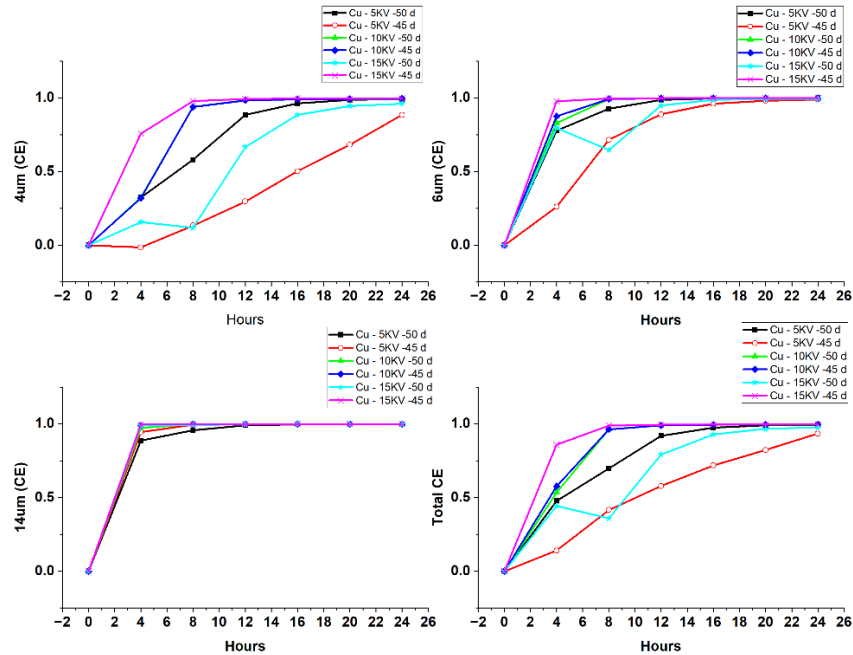 Cu - 5KV -50 d
Cu - 5KV -45 d
Cu - 10KV -50 d
Cu - 10KV -45 d
Cu - 15KV -50 d
Cu - 15KV -45 d
1.0
0.5
0.0
4um (CE)
−2 0 2 4 6 8 10 12 14 16 18 20 22 24 26
Hours
Cu - 5KV -50 d
Cu - 5KV -45 d
Cu - 10KV -50 d
Cu - 10KV -45 d
Cu - 15KV -50 d
Cu - 15KV -45 d
1.0
0.5
0.0
6um (CE)
−2 0 2 4 6 8 10 12 14 16 18 20 22 24 26
Hours
Cu - 5KV -50 d
Cu - 5KV -45 d
Cu - 10KV -50 d
Cu - 10KV -45 d
Cu - 15KV -50 d
Cu - 15KV -45 d
1.0
0.5
0.0
14um (CE)
−2 0 2 4 6 8 10 12 14 16 18 20 22 24 26
Hours
Cu - 5KV -50 d
Cu - 5KV -45 d
Cu - 10KV -50 d
Cu - 10KV -45 d
Cu - 15KV -50 d
Cu - 15KV -45 d
1.0
0.5
0.0
Total CE
−2 0 2 4 6 8 10 12 14 16 18 20 22 24 26
Hours